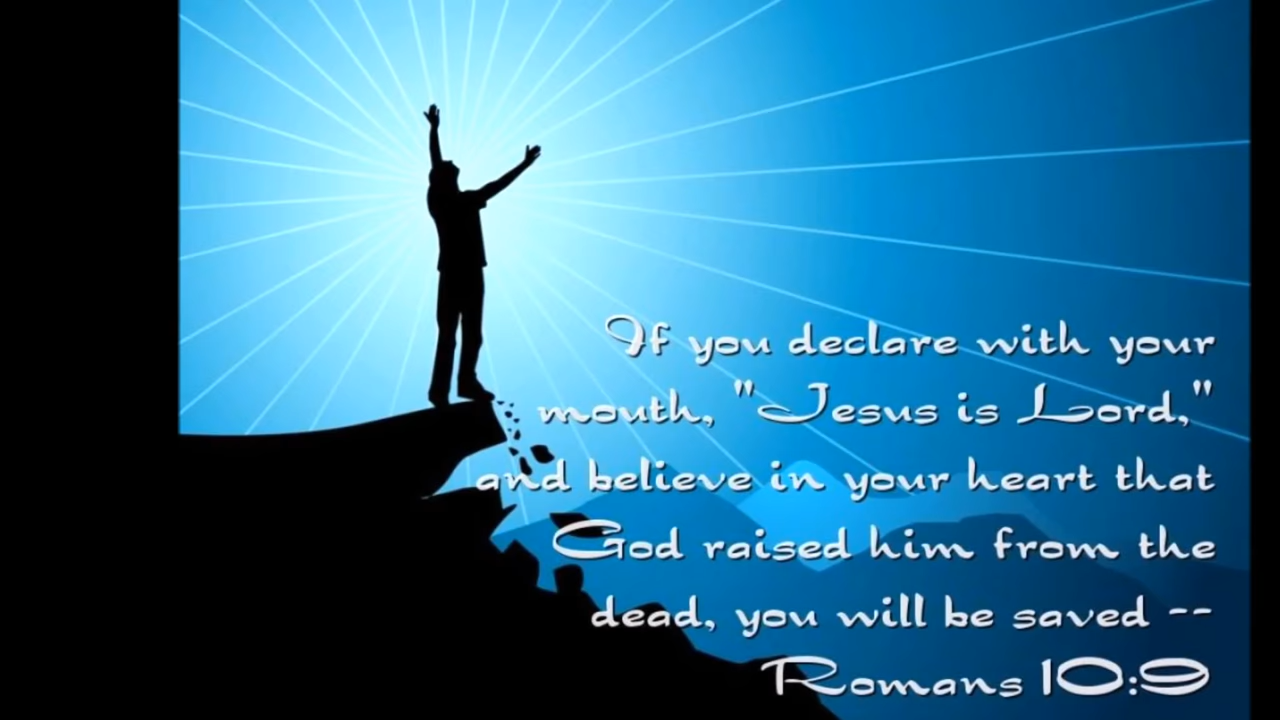 If you declare with your
mouth, "Jesus is Lord,"
and believe in your heart that
God raised him from the
dead, you will be saved --
Romans 10:9